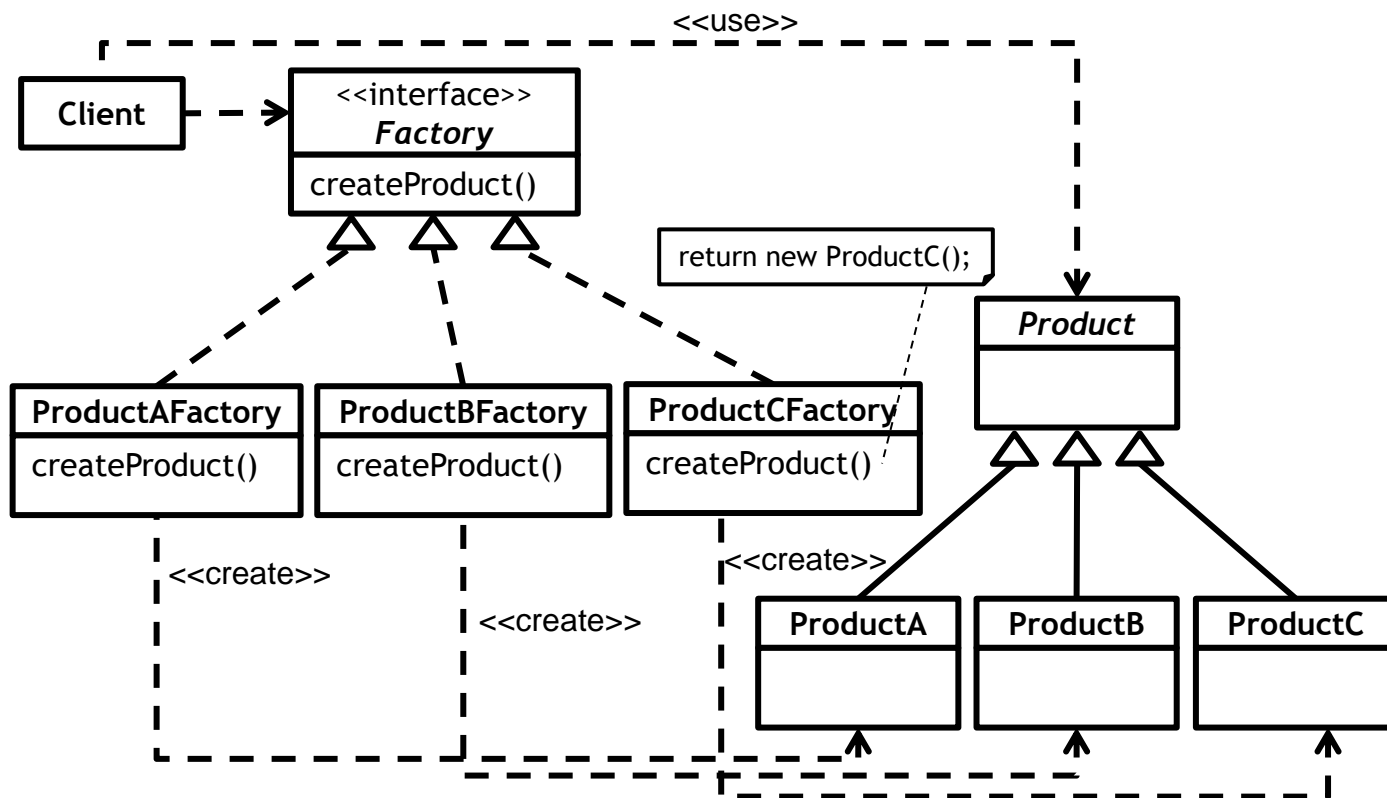 <<use>>
Client
<<interface>>
Factory
createProduct()
return new ProductC();
Product
ProductAFactory
createProduct()
ProductBFactory
createProduct()
ProductCFactory
createProduct()
<<create>>
<<create>>
<<create>>
ProductA
ProductB
ProductC